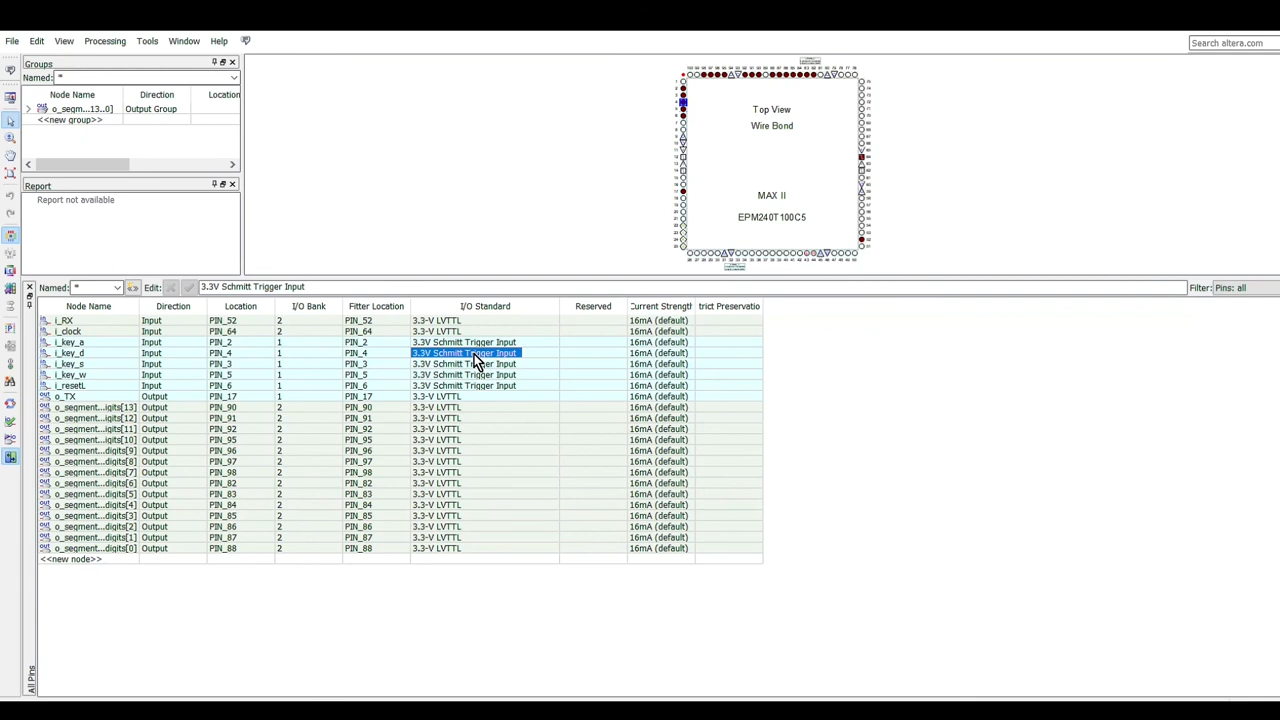 File Edit View Processing Tools Window Help
Search altera.com
Groups
Named: *
Node Name Direction Location
o_segm...13..0] Output Group
<<new group>>
Report
Report not available
Top View
Wire Bond
MAX II
EPM240T100C5
Named: * Edit: 3.3V Schmitt Trigger Input Filter: Pins: all
Node Name Direction Location I/O Bank Fitter Location I/O Standard Reserved Current Strength trict Preservatio
i_RX Input PIN_52 2 PIN_52 3.3-V LVTTL 16mA (default)
i_clock Input PIN_64 2 PIN_64 3.3-V LVTTL 16mA (default)
i_key_a Input PIN_2 1 PIN_2 3.3V Schmitt Trigger Input 16mA (default)
i_key_d Input PIN_4 1 PIN_4 3.3V Schmitt Trigger Input 16mA (default)
i_key_s Input PIN_3 1 PIN_3 3.3V Schmitt Trigger Input 16mA (default)
i_key_w Input PIN_5 1 PIN_5 3.3V Schmitt Trigger Input 16mA (default)
i_resetL Input PIN_6 1 PIN_6 3.3V Schmitt Trigger Input 16mA (default)
o_TX Output PIN_17 1 PIN_17 3.3-V LVTTL 16mA (default)
o_segment...igits[13] Output PIN_90 2 PIN_90 3.3-V LVTTL 16mA (default)
o_segment...igits[12] Output PIN_91 2 PIN_91 3.3-V LVTTL 16mA (default)
o_segment...igits[11] Output PIN_92 2 PIN_92 3.3-V LVTTL 16mA (default)
o_segment...igits[10] Output PIN_95 2 PIN_95 3.3-V LVTTL 16mA (default)
o_segment...digits[9] Output PIN_96 2 PIN_96 3.3-V LVTTL 16mA (default)
o_segment...digits[8] Output PIN_97 2 PIN_97 3.3-V LVTTL 16mA (default)
o_segment...digits[7] Output PIN_98 2 PIN_98 3.3-V LVTTL 16mA (default)
o_segment...digits[6] Output PIN_82 2 PIN_82 3.3-V LVTTL 16mA (default)
o_segment...digits[5] Output PIN_83 2 PIN_83 3.3-V LVTTL 16mA (default)
o_segment...digits[4] Output PIN_84 2 PIN_84 3.3-V LVTTL 16mA (default)
o_segment...digits[3] Output PIN_85 2 PIN_85 3.3-V LVTTL 16mA (default)
o_segment...digits[2] Output PIN_86 2 PIN_86 3.3-V LVTTL 16mA (default)
o_segment...digits[1] Output PIN_87 2 PIN_87 3.3-V LVTTL 16mA (default)
o_segment...digits[0] Output PIN_88 2 PIN_88 3.3-V LVTTL 16mA (default)
<<new node>>
All Pins